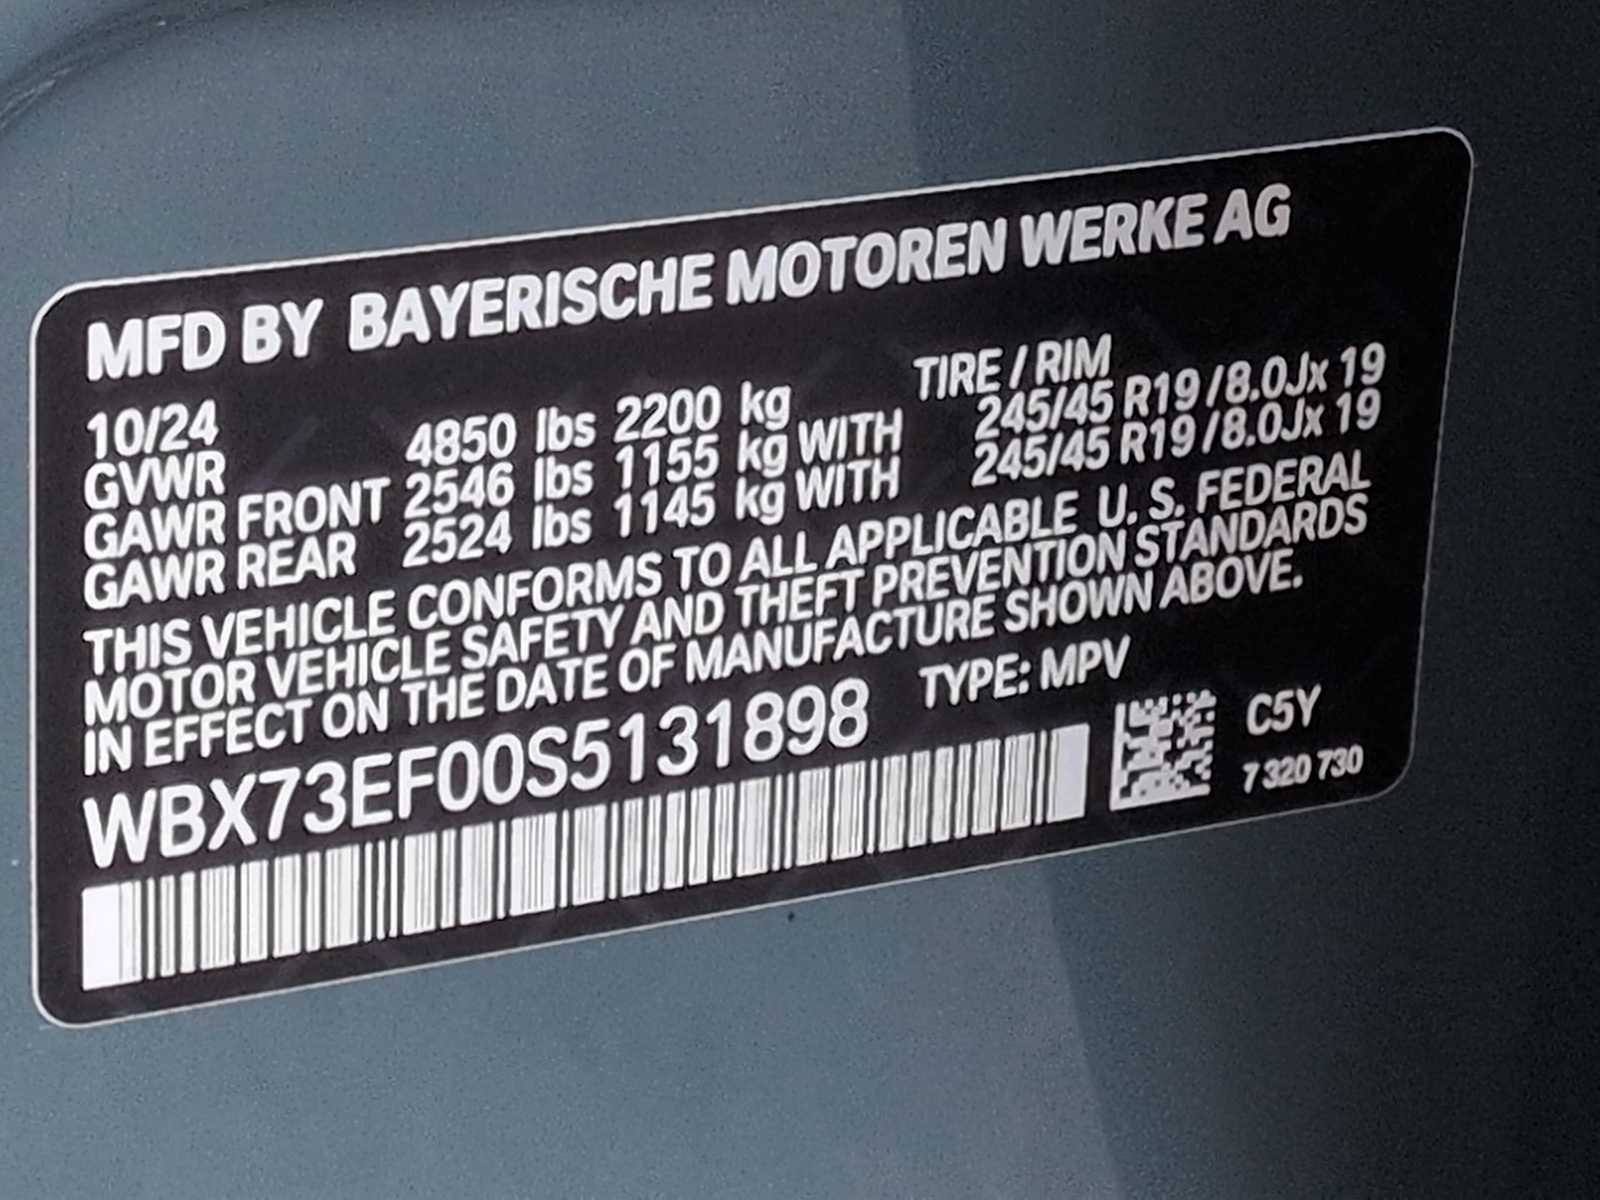 MFD BY BAYERISCHE MOTOREN WERKE AG
10/24 TIRE / RIM
GVWR 4850 lbs 2200 kg
GAWR FRONT 2546 lbs 1155 kg WITH 245/45 R19 / 8.0Jx 19
GAWR REAR 2524 lbs 1145 kg WITH 245/45 R19 / 8.0Jx 19
THIS VEHICLE CONFORMS TO ALL APPLICABLE U. S. FEDERAL
MOTOR VEHICLE SAFETY AND THEFT PREVENTION STANDARDS
IN EFFECT ON THE DATE OF MANUFACTURE SHOWN ABOVE.
WBX73EF00S5131898 TYPE: MPV
C5Y
7 320 730